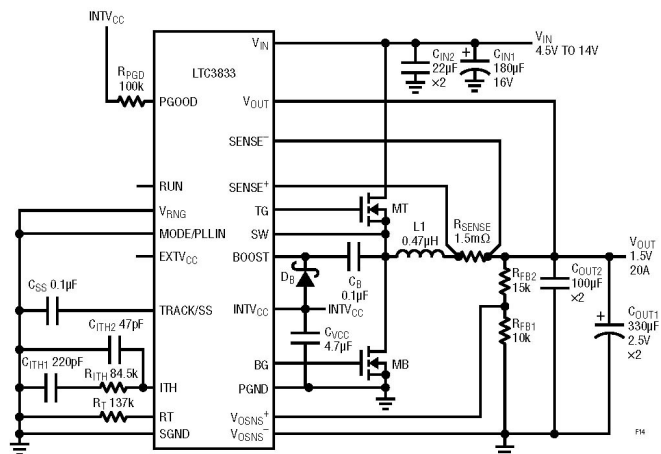 INTVCC
RPGD
100k
LTC3833
PGOOD
RUN
VRNG
MODE/PLLIN
EXTVCC
CSS 0.1µF
TRACK/SS
CITH2 47pF
CITH1 220pF
RITH 84.5k
ITH
RT 137k
RT
SGND
VIN
VOUT
SENSE−
SENSE+
TG
SW
BOOST
INTVCC
BG
PGND
VOSNS+
VOSNS−
CIN2
22µF
×2
+
CIN1
180µF
16V
VIN
4.5V TO 14V
MT
L1
0.47µH
RSENSE
1.5mΩ
DB
CB
0.1µF
INTVCC
CVCC
4.7µF
MB
RFB2
15k
RFB1
10k
COUT2
100µF
×2
VOUT
1.5V
20A
+
COUT1
330µF
2.5V
×2
F14